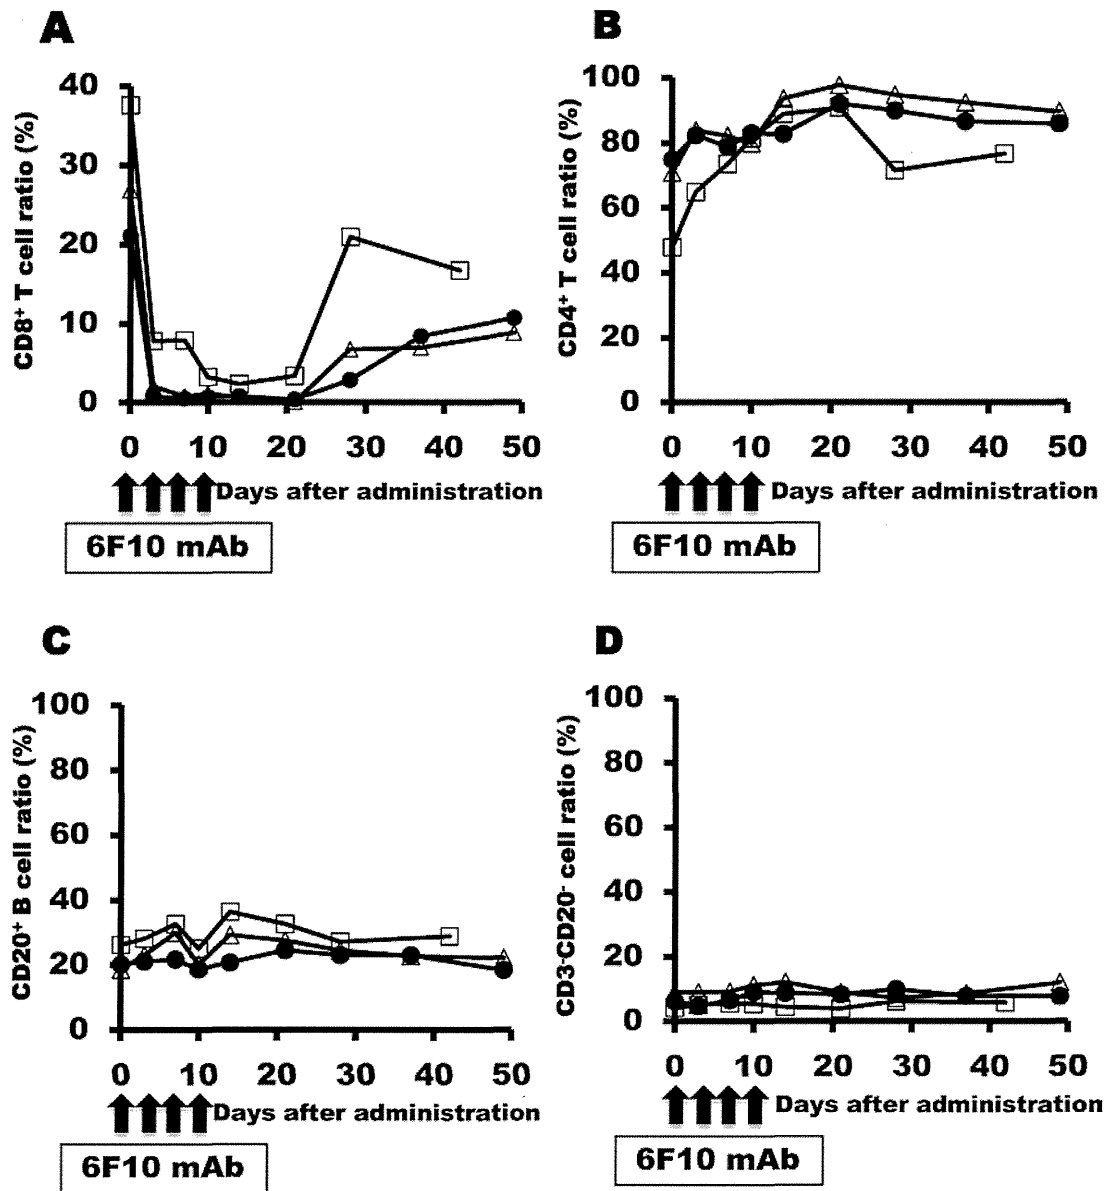 A
CD8+ T cell ratio (%)
40
30
20
10
0
0 10 20 30 40 50
Days after administration
6F10 mAb
B
CD4+ T cell ratio (%)
100
80
60
40
20
0
0 10 20 30 40 50
Days after administration
6F10 mAb
C
CD20+ B cell ratio (%)
100
80
60
40
20
0
0 10 20 30 40 50
Days after administration
6F10 mAb
D
CD3-CD20- cell ratio (%)
100
80
60
40
20
0
0 10 20 30 40 50
Days after administration
6F10 mAb